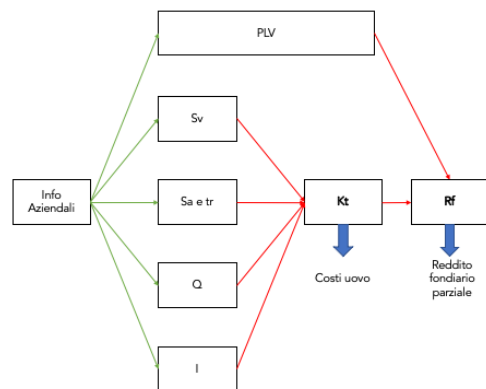 PLV
Sv
Info
Aziendali
Sa e tr
Kt
Rf
Q
Costi uovo
Reddito
fondiario
parziale
I